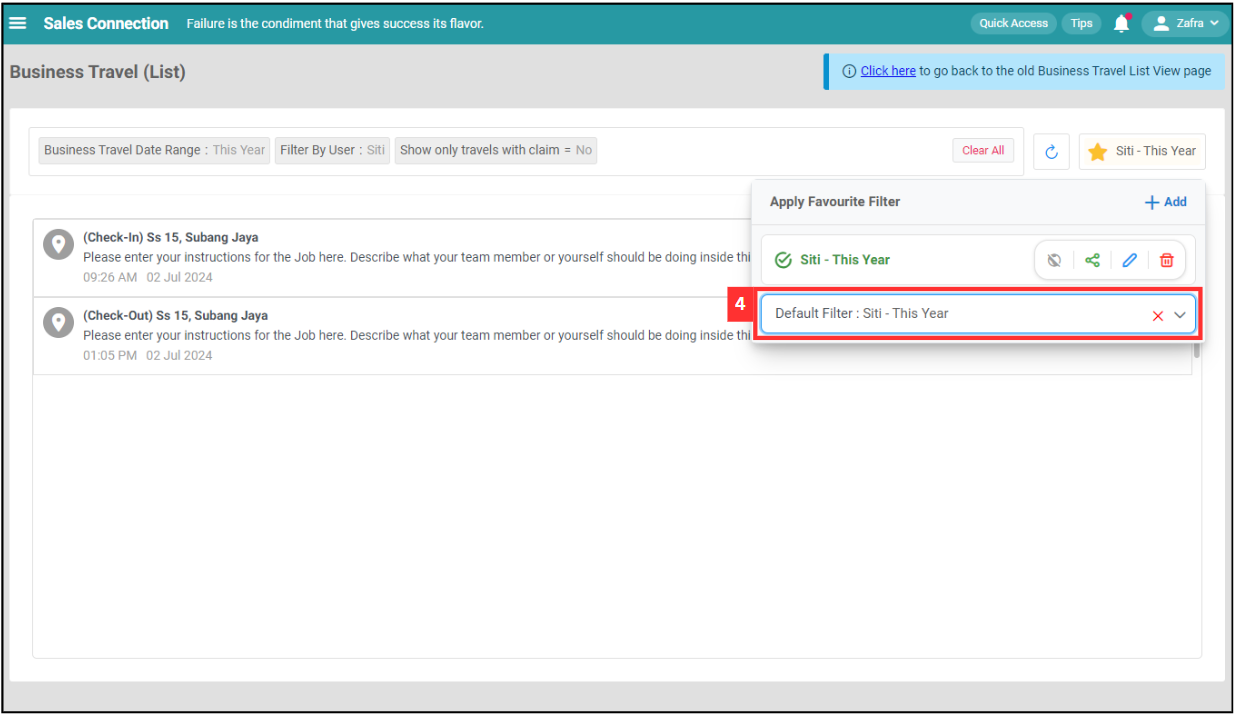 Sales Connection Failure is the condiment that gives success its flavor. Quick Access Tips Zafra
Business Travel (List)
Click here to go back to the old Business Travel List View page
Business Travel Date Range : This Year Filter By User : Siti Show only travels with claim = No Clear All Siti - This Year
Apply Favourite Filter + Add
(Check-In) Ss 15, Subang Jaya
Please enter your instructions for the Job here. Describe what your team member or yourself should be doing inside thi
09:26 AM 02 Jul 2024
Siti - This Year
4 Default Filter : Siti - This Year
(Check-Out) Ss 15, Subang Jaya
Please enter your instructions for the Job here. Describe what your team member or yourself should be doing inside thi
01:05 PM 02 Jul 2024